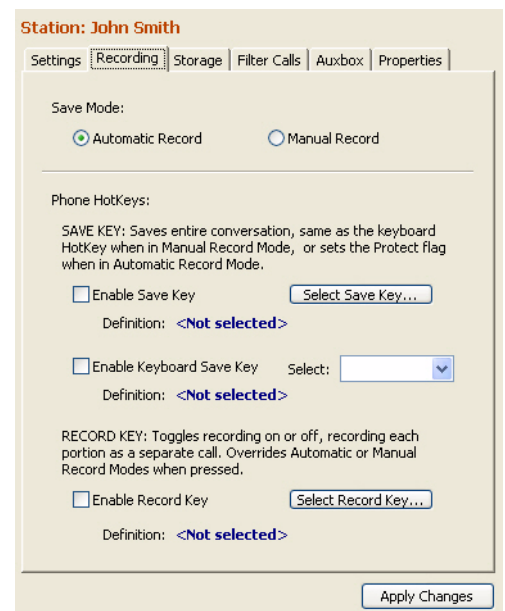 Station: John Smith
Settings Recording Storage Filter Calls Auxbox Properties
Save Mode:
Automatic Record Manual Record
Phone HotKeys:
SAVE KEY: Saves entire conversation, same as the keyboard
HotKey when in Manual Record Mode, or sets the Protect flag
when in Automatic Record Mode.
Enable Save Key Select Save Key...
Definition: <Not selected>
Enable Keyboard Save Key Select:
Definition: <Not selected>
RECORD KEY: Toggles recording on or off, recording each
portion as a separate call. Overrides Automatic or Manual
Record Modes when pressed.
Enable Record Key Select Record Key...
Definition: <Not selected>
Apply Changes